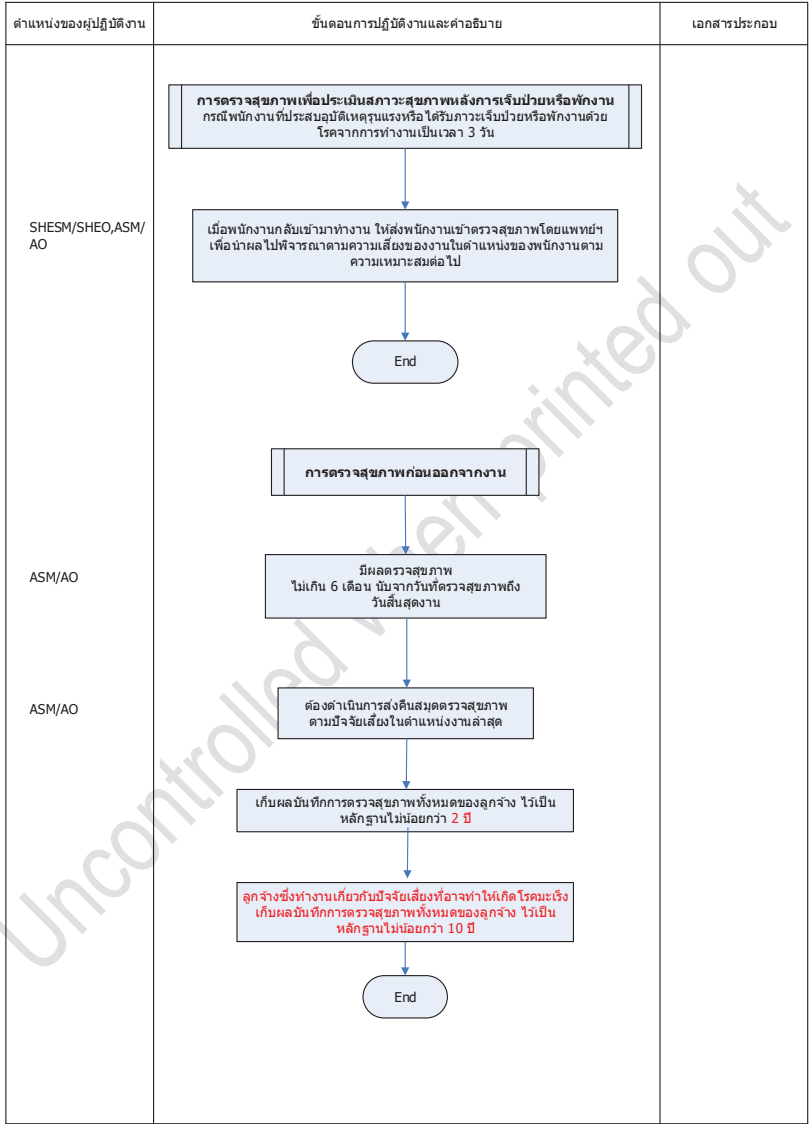 ตำแหน่งของผู้ปฏิบัติงาน
ขั้นตอนการปฏิบัติงานและคำอธิบาย
เอกสารประกอบ
การตรวจสุขภาพเพื่อประเมินสภาวะสุขภาพหลังการเจ็บป่วยหรือพักงาน
กรณีพนักงานที่ประสบอุบัติเหตุรุนแรงหรือได้รับภาวะเจ็บป่วยหรือพักงานด้วย
โรคจากการทำงานเป็นเวลา 3 วัน
SHESM/SHEO,ASM/
AO
เมื่อพนักงานกลับเข้ามาทำงาน ให้ส่งพนักงานเข้าตรวจสุขภาพโดยแพทย์ฯ
เพื่อนำผลไปพิจารณาตามความเสี่ยงของงานในตำแหน่งของพนักงานตาม
ความเหมาะสมต่อไป
End
การตรวจสุขภาพก่อนออกจากงาน
ASM/AO
มีผลตรวจสุขภาพ
ไม่เกิน 6 เดือน นับจากวันที่ตรวจสุขภาพถึง
วันสิ้นสุดงาน
ASM/AO
ต้องดำเนินการส่งคืนสมุดตรวจสุขภาพ
ตามปัจจัยเสี่ยงในตำแหน่งงานล่าสุด
เก็บผลบันทึกการตรวจสุขภาพทั้งหมดของลูกจ้าง ไว้เป็น
หลักฐานไม่น้อยกว่า 2 ปี
ลูกจ้างซึ่งทำงานเกี่ยวกับปัจจัยเสี่ยงที่อาจทำให้เกิดโรคมะเร็ง
เก็บผลบันทึกการตรวจสุขภาพทั้งหมดของลูกจ้าง ไว้เป็น
หลักฐานไม่น้อยกว่า 10 ปี
End
Uncontrolled when printed out